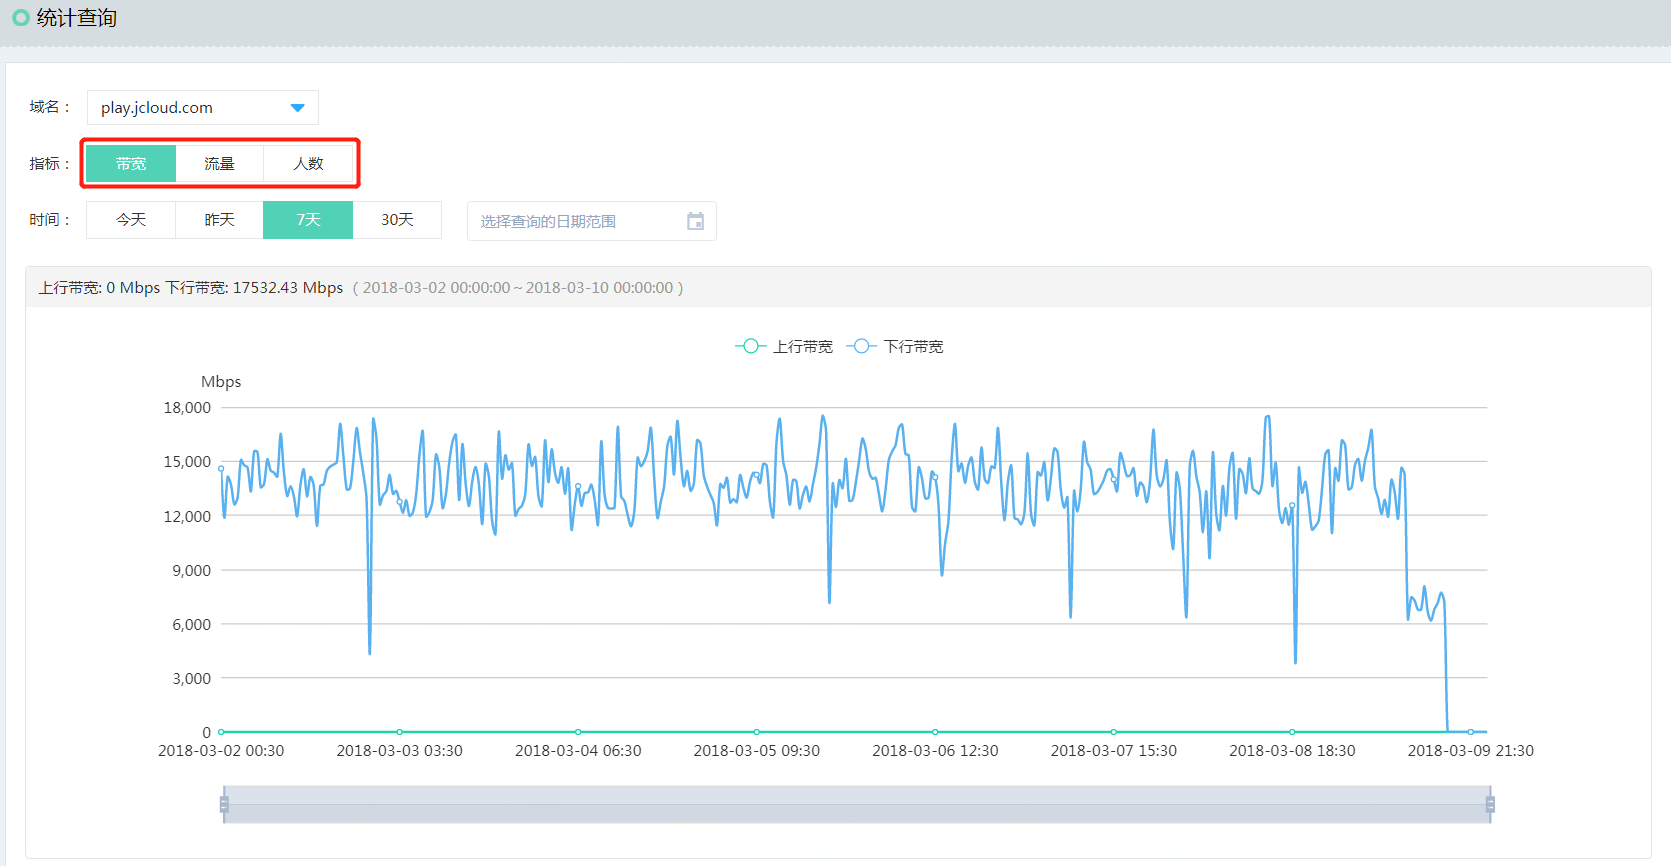 统计查询
域名： play.jcloud.com
指标： 带宽 流量 人数
时间： 今天 昨天 7天 30天 选择查询的日期范围
上行带宽: 0 Mbps 下行带宽: 17532.43 Mbps ( 2018-03-02 00:00:00 ~ 2018-03-10 00:00:00 )
上行带宽 下行带宽
Mbps
18,000
15,000
12,000
9,000
6,000
3,000
0
2018-03-02 00:30 2018-03-03 03:30 2018-03-04 06:30 2018-03-05 09:30 2018-03-06 12:30 2018-03-07 15:30 2018-03-08 18:30 2018-03-09 21:30